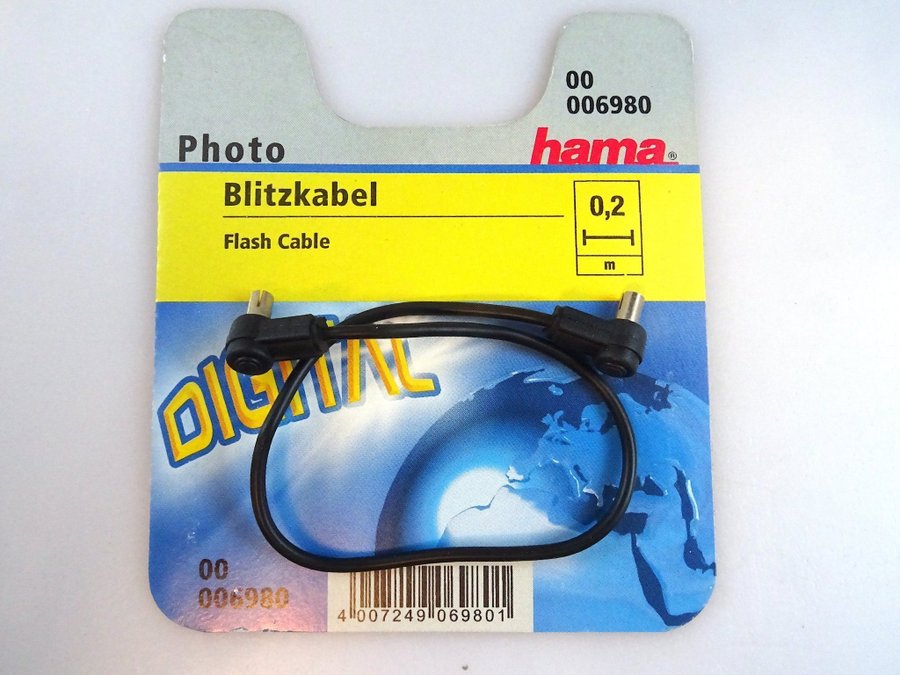 00
006980
Photo
hama®
Blitzkabel
0,2
Flash Cable
m
DIGITAL
00
006980
4 007249 069801